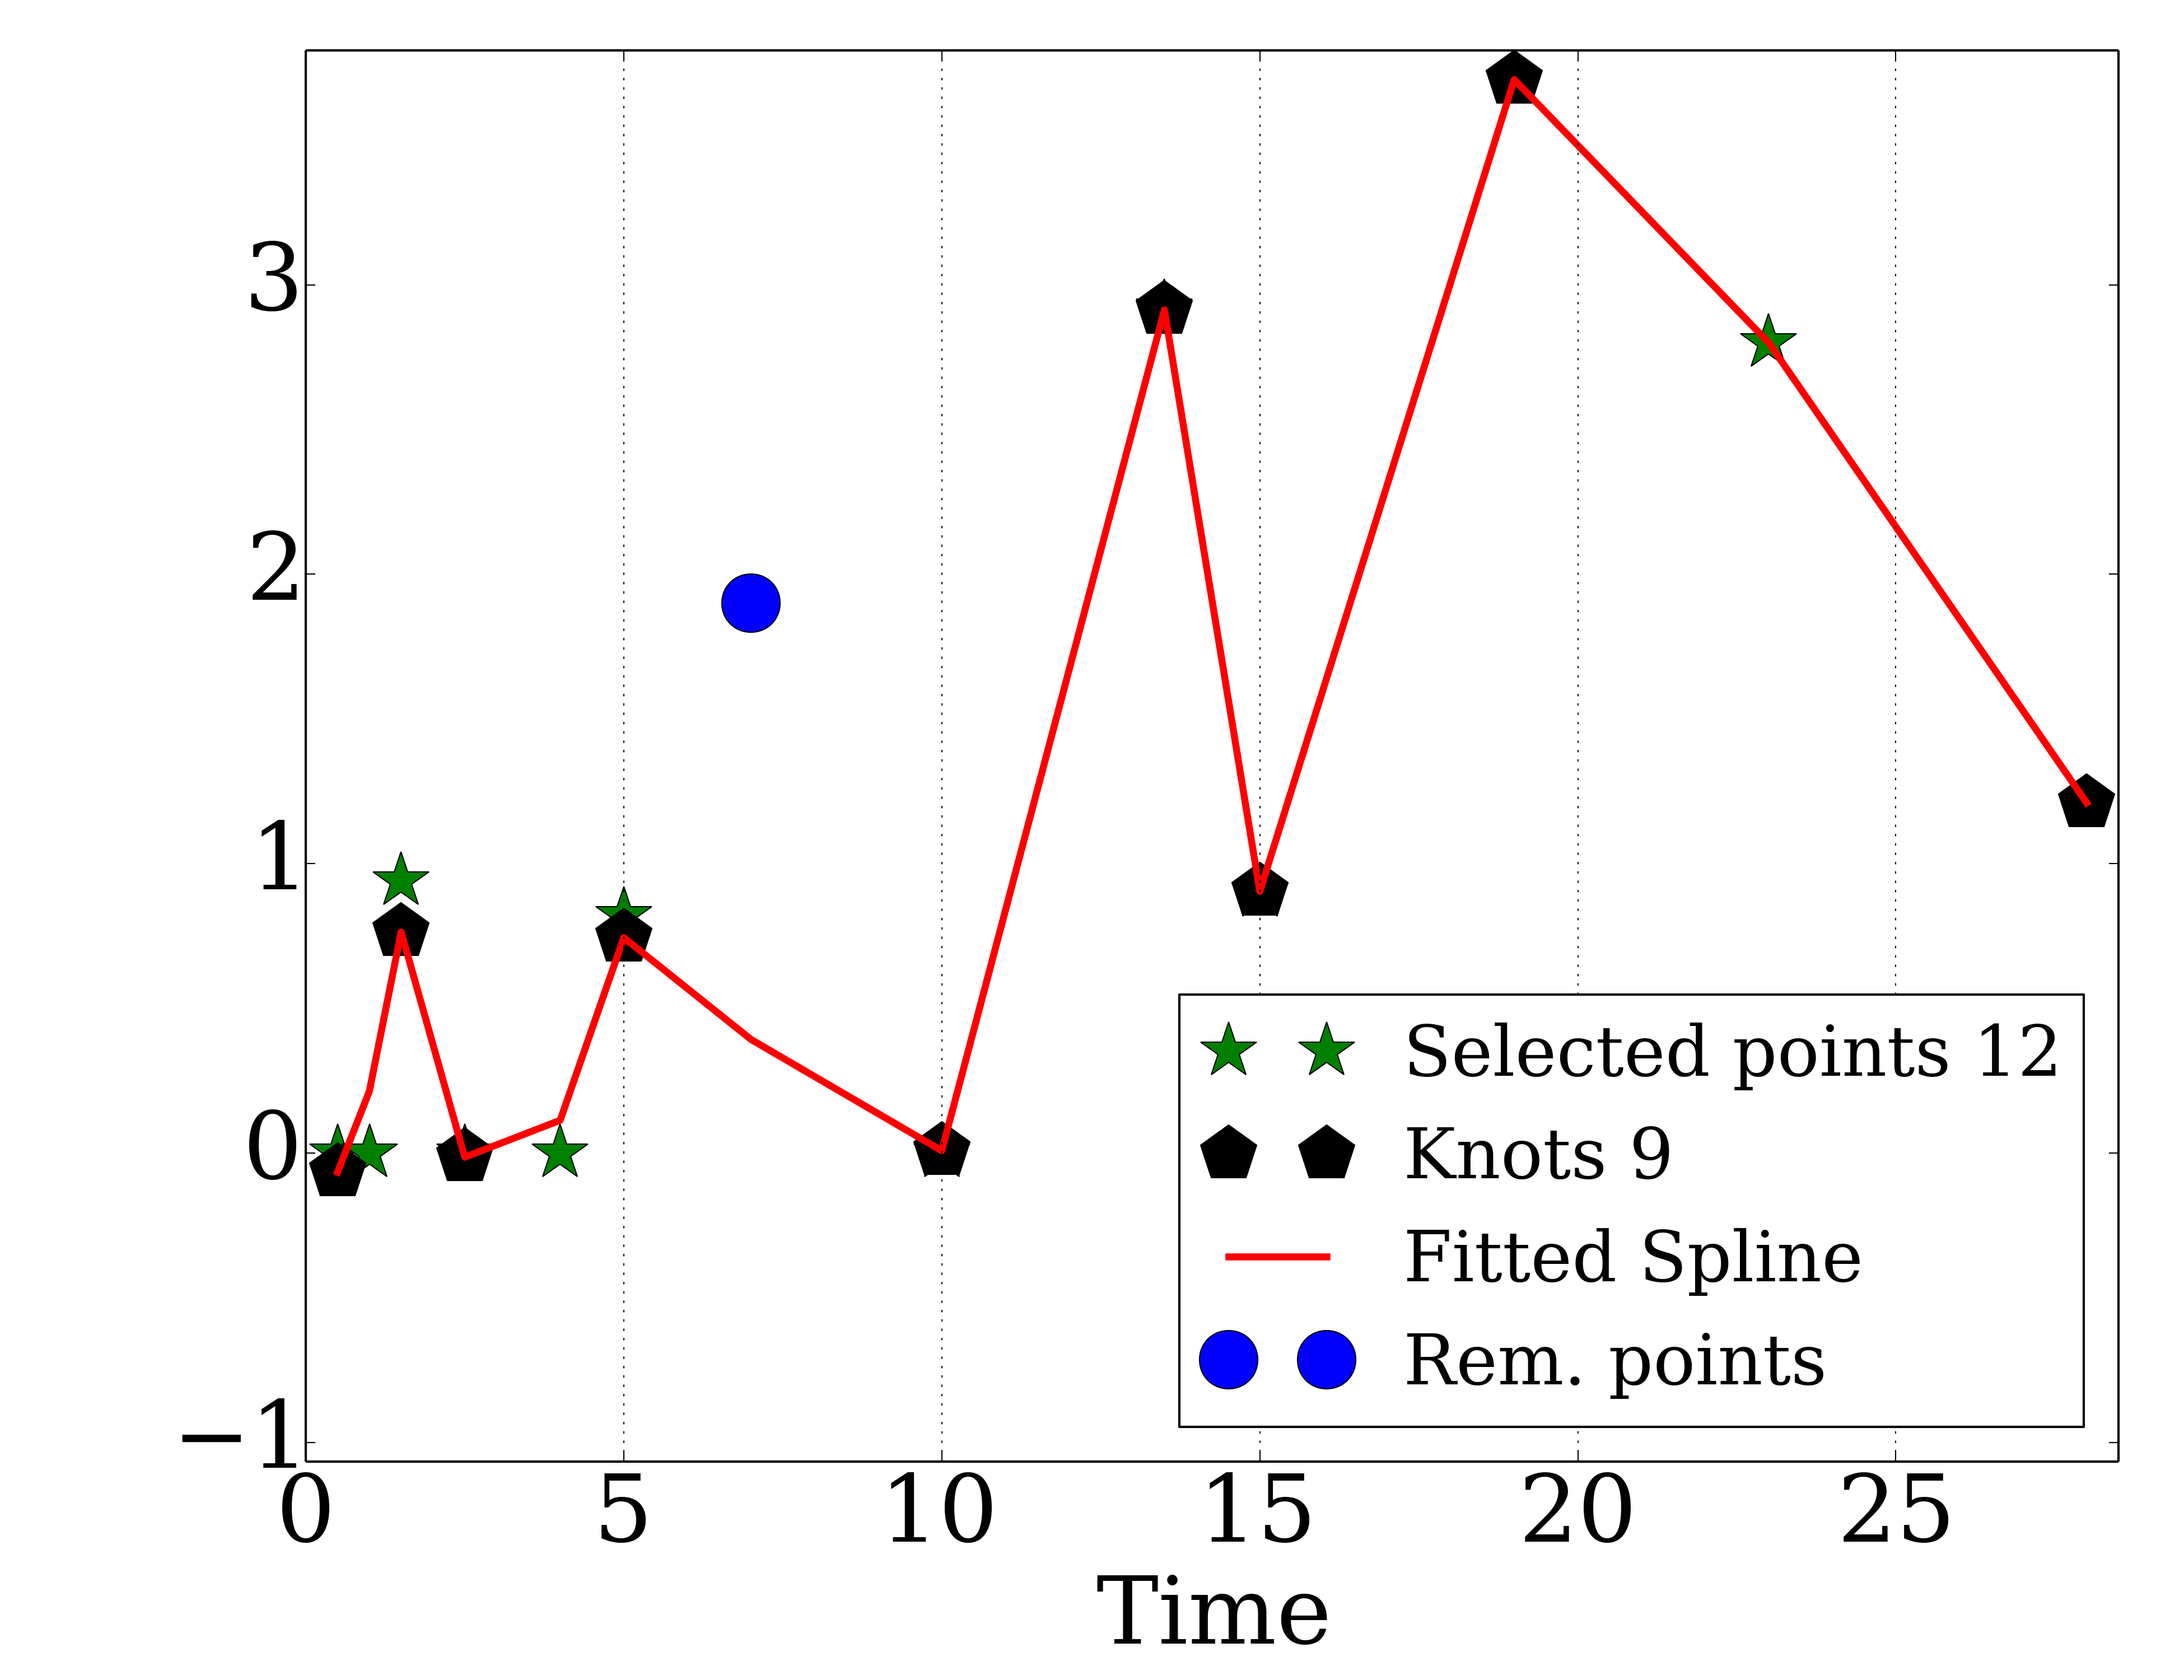 3
2
1
0
−1
0 5 10 15 20 25
Time
Selected points 12
Knots 9
Fitted Spline
Rem. points